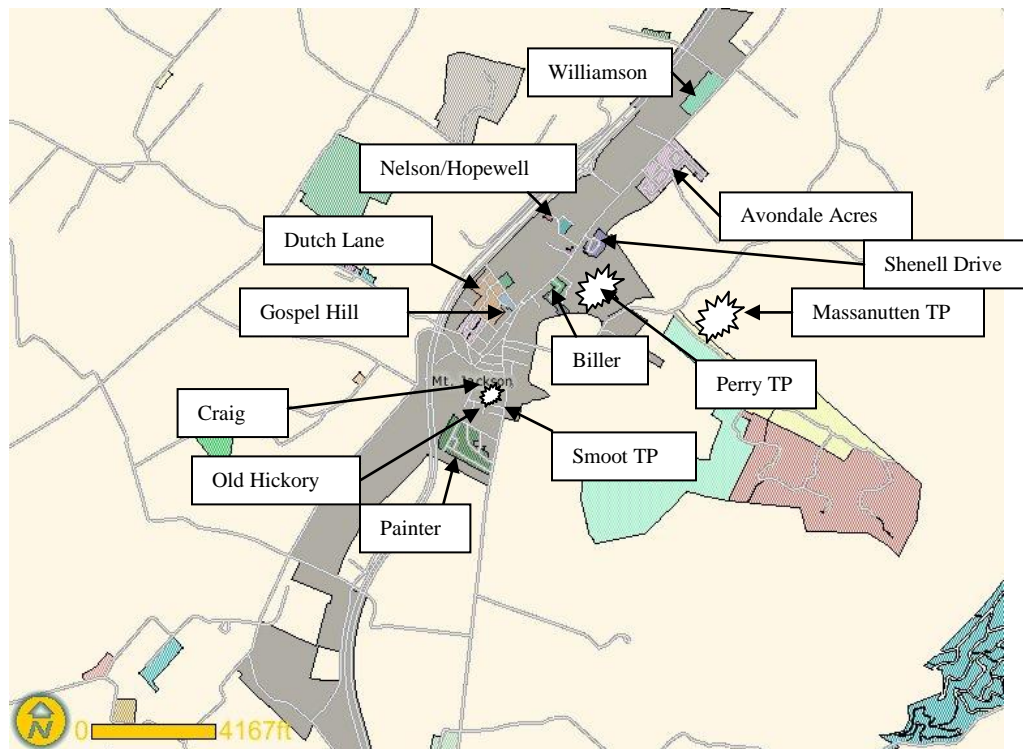 Williamson
Nelson/Hopewell
Avondale Acres
Dutch Lane
Shenell Drive
Gospel Hill
Massanutten TP
Biller
Perry TP
Mt. Jackson
Craig
Smoot TP
Old Hickory
Painter
N
0
4167ft